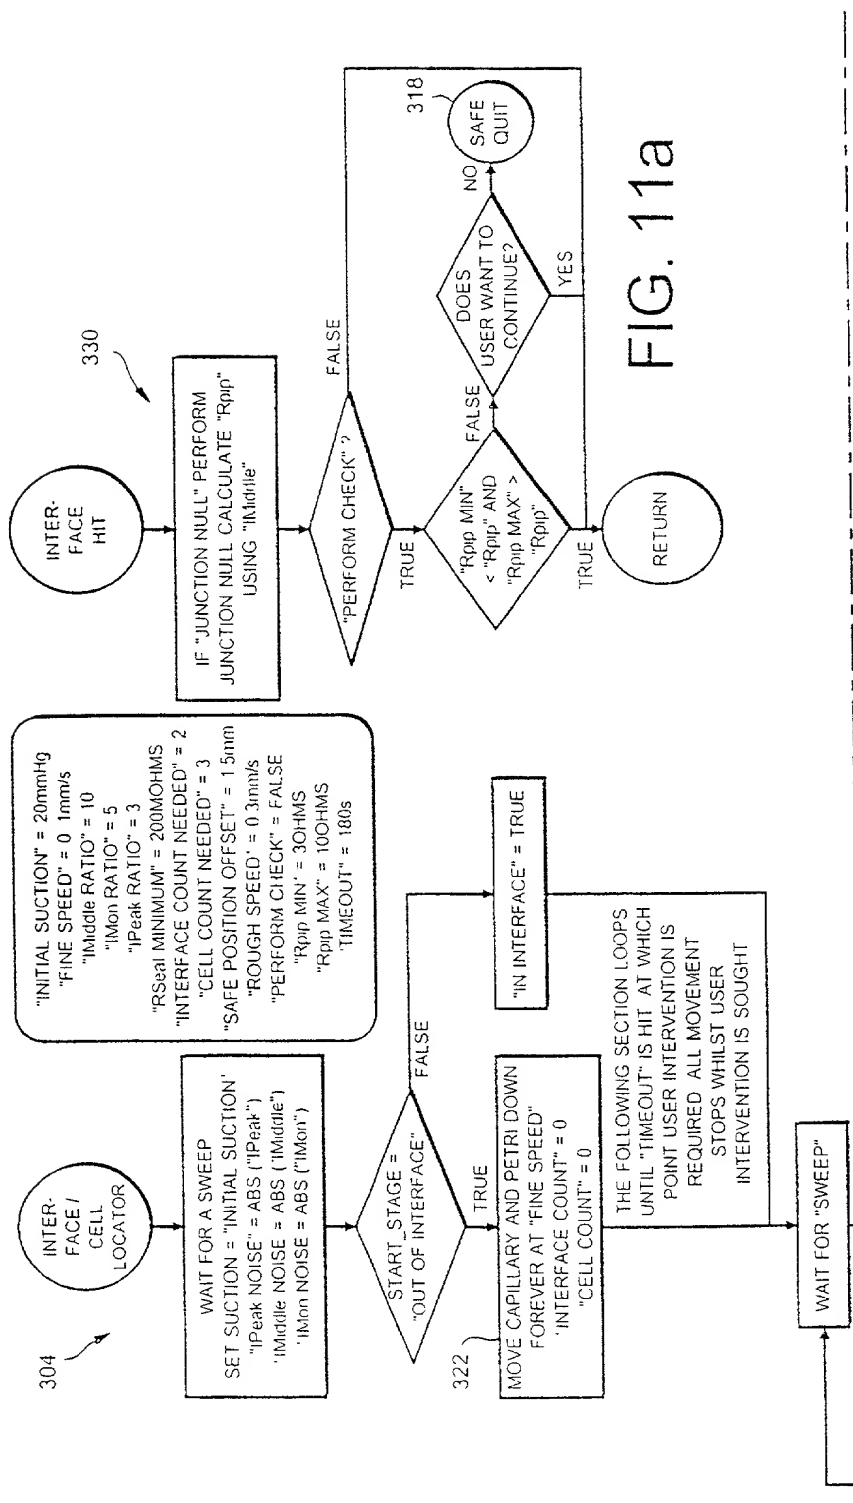 304
INTER-
FACE /
CELL
LOCATOR
WAIT FOR A SWEEP
SET SUCTION = "INITIAL SUCTION'
"IPeak NOISE" = ABS ("IPeak")
'IMiddle NOISE = ABS ('IMiddle")
'IMon NOISE = ABS ("IMon")
START_STAGE =
"OUT OF INTERFACE"
FALSE
TRUE
322
MOVE CAPILLARY AND PETRI DOWN
FOREVER AT "FINE SPEED"
'INTERFACE COUNT" = 0
"CELL COUNT" = 0
"IN INTERFACE" = TRUE
THE FOLLOWING SECTION LOOPS
UNTIL "TIMEOUT" IS HIT AT WHICH
POINT USER INTERVENTION IS
REQUIRED ALL MOVEMENT
STOPS WHILST USER
INTERVENTION IS SOUGHT
WAIT FOR "SWEEP"
"INITIAL SUCTION" = 20mmHg
"FINE SPEED" = 0 1mm/s
"IMiddle RATIO" = 10
"IMon RATIO" = 5
"IPeak RATIO" = 3
"RSeal MINIMUM" = 200MOHMS
"INTERFACE COUNT NEEDED" = 2
"CELL COUNT NEEDED" = 3
"SAFE POSITION OFFSET" = 1 5mm
"ROUGH SPEED' = 0 3mm/s
"PERFORM CHECK" = FALSE
"Rpip MIN' = 3OHMS
"Rpip MAX" = 10OHMS
'TIMEOUT" = 180s
330
INTER-
FACE
HIT
IF "JUNCTION NULL" PERFORM
JUNCTION NULL CALCULATE "Rpip"
USING "IMiddle"
"PERFORM CHECK" ?
FALSE
TRUE
"Rpip MIN"
< "Rpip" AND
"Rpip MAX" >
"Rpip"
FALSE
TRUE
DOES
USER WANT TO
CONTINUE?
NO
YES
318
SAFE
QUIT
RETURN
FIG. 11a